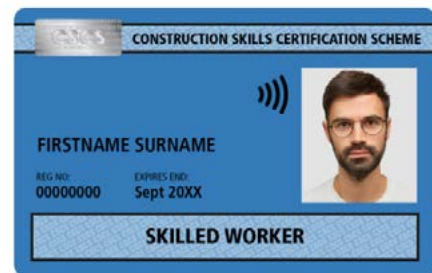 CSCS CONSTRUCTION SKILLS CERTIFICATION SCHEME
FIRSTNAME SURNAME
REG NO: EXPIRES END:
00000000 Sept 20XX
SKILLED WORKER